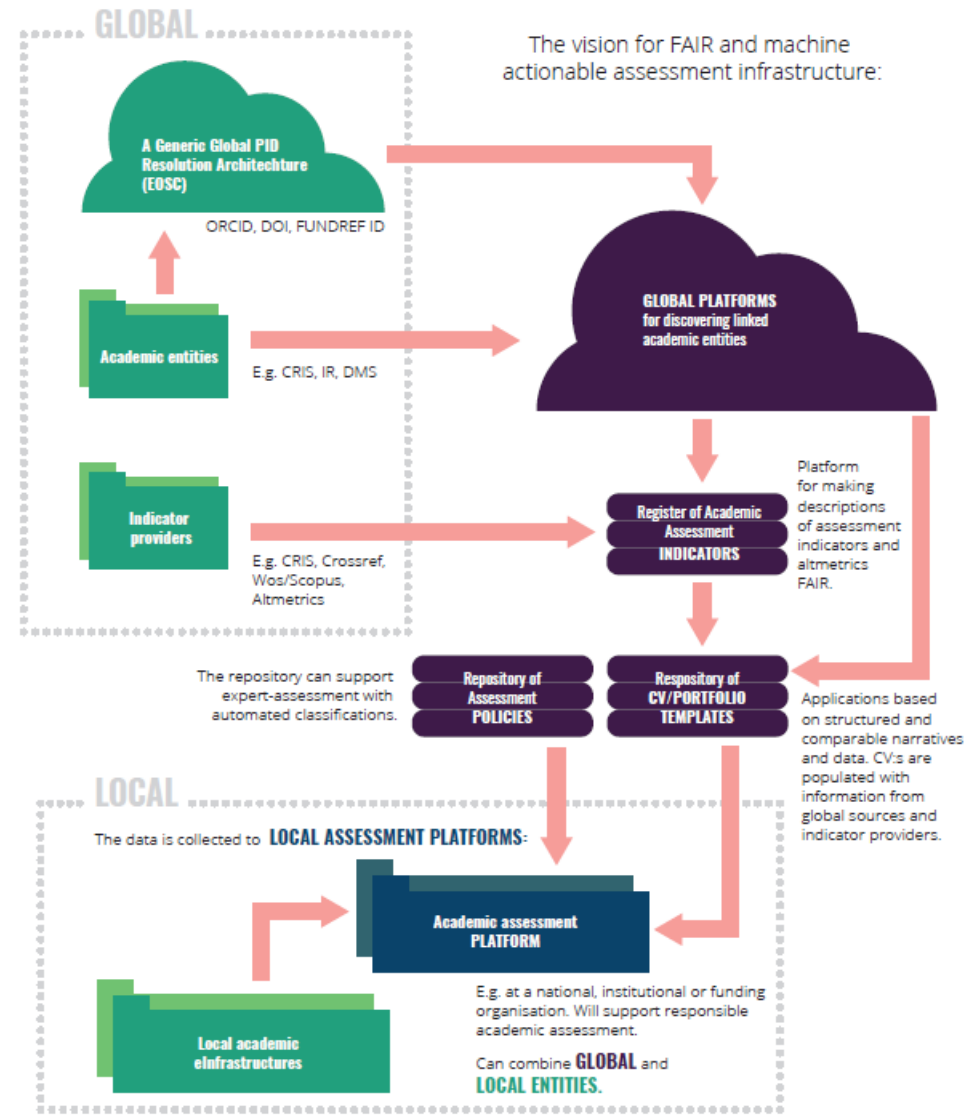 GLOBAL
The vision for FAIR and machine
actionable assessment infrastructure:
A Generic Global PID
Resolution Architechture
(EOSC)
ORCID, DOI, FUNDREF ID
GLOBAL PLATFORMS
for discovering linked
academic entities
Academic entities
E.g. CRIS, IR, DMS
Indicator
providers
E.g. CRIS, Crossref,
Wos/Scopus,
Altmetrics
Register of Academic
Assessment
INDICATORS
Platform
for making
descriptions
of assessment
indicators and
altmetrics
FAIR.
The repository can support
expert-assessment with
automated classifications.
Repository of
Assessment
POLICIES
Respository of
CV/PORTFOLIO
TEMPLATES
Applications based
on structured and
comparable narratives
and data. CV:s are
populated with
information from
global sources and
indicator providers.
LOCAL
The data is collected to LOCAL ASSESSMENT PLATFORMS:
Academic assessment
PLATFORM
E.g. at a national, institutional or funding
organisation. Will support responsible
academic assessment.
Can combine GLOBAL and
LOCAL ENTITIES.
Local academic
eInfrastructures